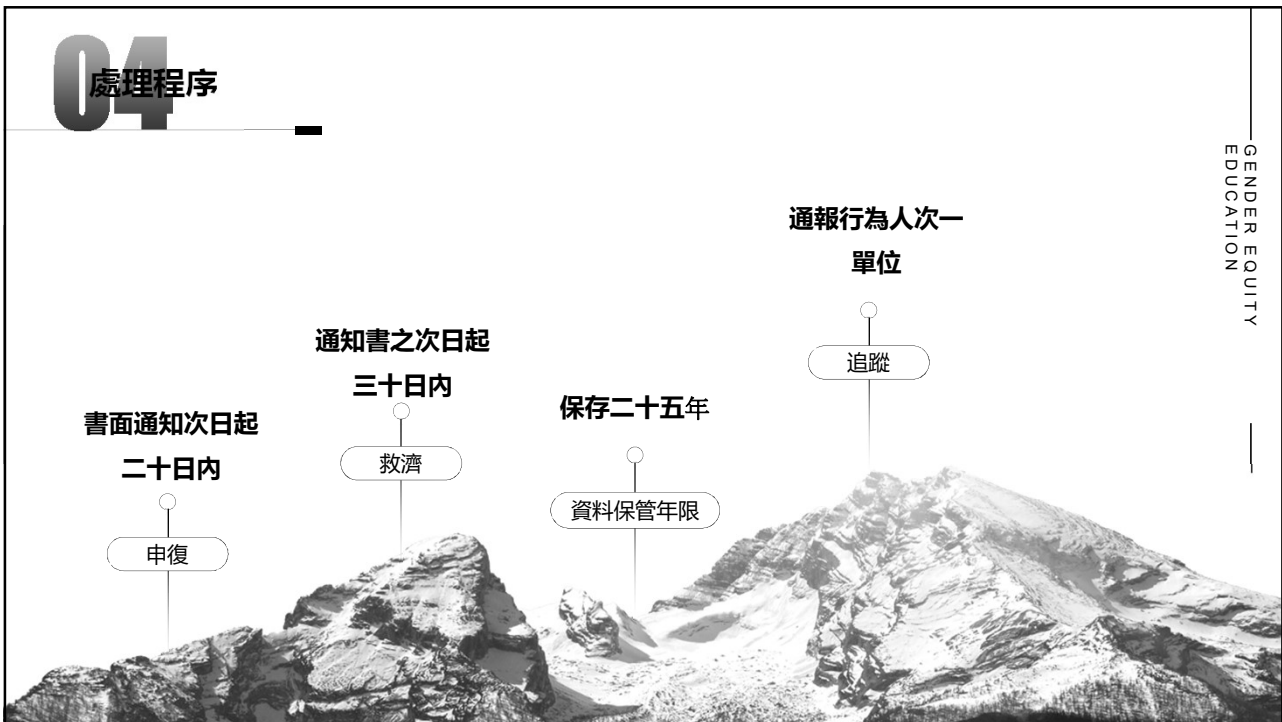 04
處理程序
GENDER EQUITY
EDUCATION
書面通知次日起
二十日內
申復
通知書之次日起
三十日內
救濟
保存二十五年
資料保管年限
通報行為人次一
單位
追蹤